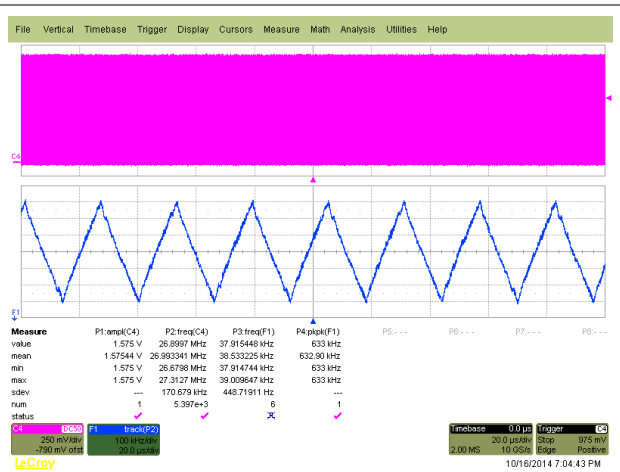 File Vertical Timebase Trigger Display Cursors Measure Math Analysis Utilities Help
C4
F1
Measure P1:ampl(C4) P2:freq(C4) P3:freq(F1) P4:pkpk(F1) P5:- - - P6:- - - P7:- - - P8:- - -
value 1.575 V 26.8997 MHz 37.915448 kHz 633 kHz
mean 1.57544 V 26.993341 MHz 38.533225 kHz 632.90 kHz
min 1.575 V 26.6798 MHz 37.914744 kHz 633 kHz
max 1.575 V 27.3127 MHz 39.009647 kHz 633 kHz
sdev --- 170.679 kHz 448.71911 Hz ---
num 1 5.397e+3 6 1
status
C4 DC50 F1 track(P2) Timebase 0.0 µs Trigger C4
250 mV/div 100 kHz/div 20.0 µs/div Stop 975 mV
-790 mV ofst 20.0 µs/div 2.00 MS 10 GS/s Edge Positive
LeCroy 10/16/2014 7:04:43 PM